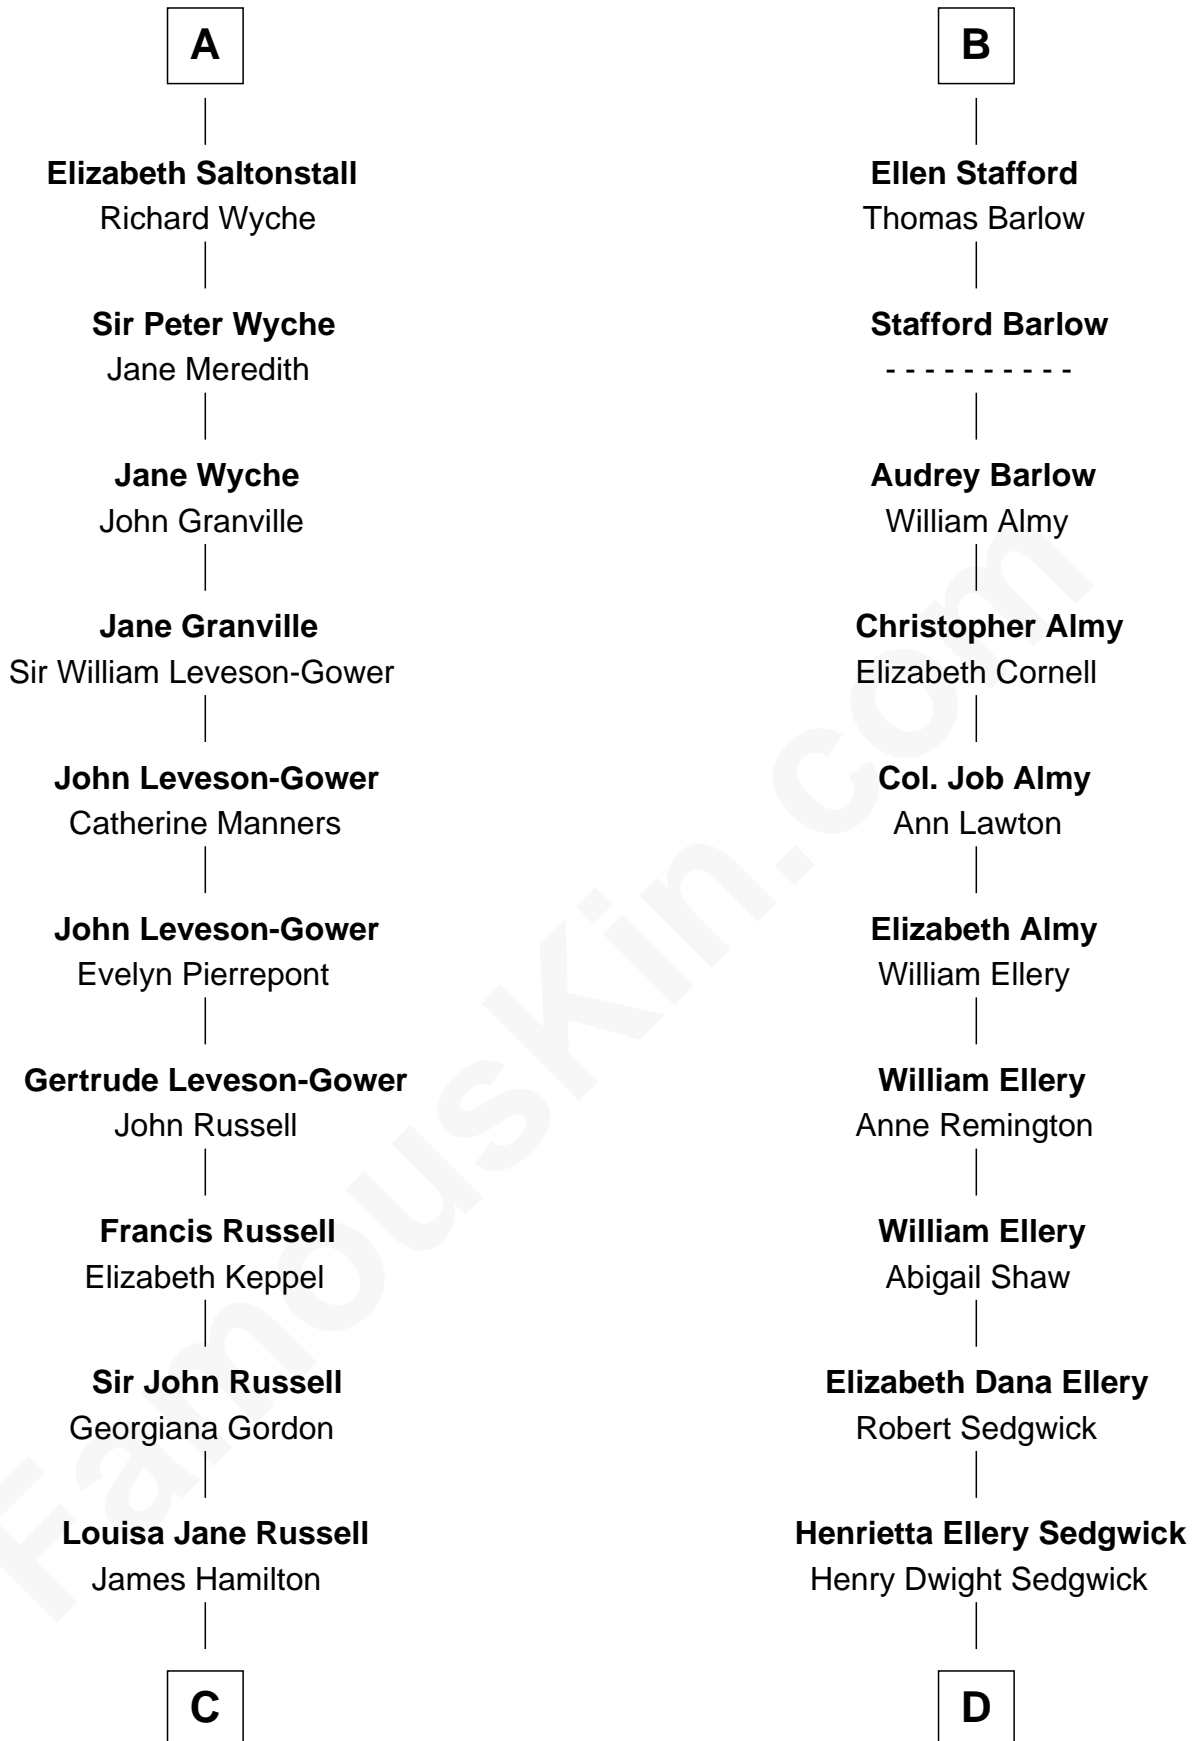 A
Elizabeth Saltonstall
Richard Wyche
Sir Peter Wyche
Jane Meredith
Jane Wyche
John Granville
Jane Granville
Sir William Leveson-Gower
John Leveson-Gower
Catherine Manners
John Leveson-Gower
Evelyn Pierrepont
Gertrude Leveson-Gower
John Russell
Francis Russell
Elizabeth Keppel
Sir John Russell
Georgiana Gordon
Louisa Jane Russell
James Hamilton
C
B
Ellen Stafford
Thomas Barlow
Stafford Barlow
- - - - - - - - - -
Audrey Barlow
William Almy
Christopher Almy
Elizabeth Cornell
Col. Job Almy
Ann Lawton
Elizabeth Almy
William Ellery
William Ellery
Anne Remington
William Ellery
Abigail Shaw
Elizabeth Dana Ellery
Robert Sedgwick
Henrietta Ellery Sedgwick
Henry Dwight Sedgwick
D
FamousKin.com